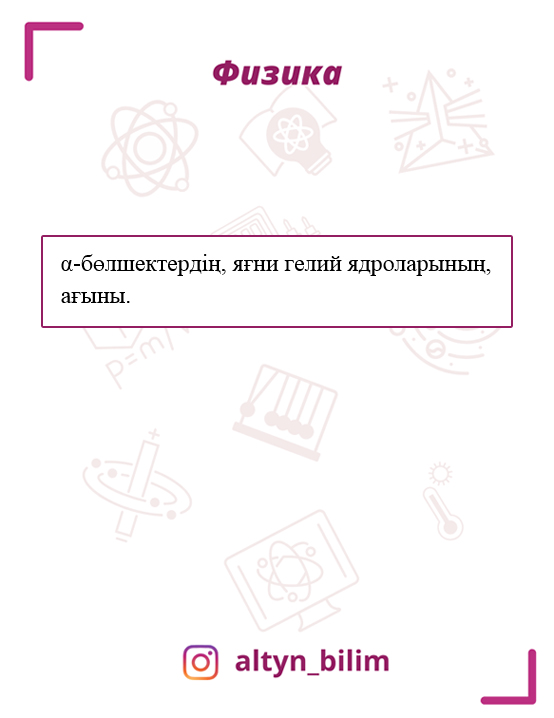 Физика
α-бөлшектердің, яғни гелий ядроларының,
ағыны.
p=m/V
altyn_bilim